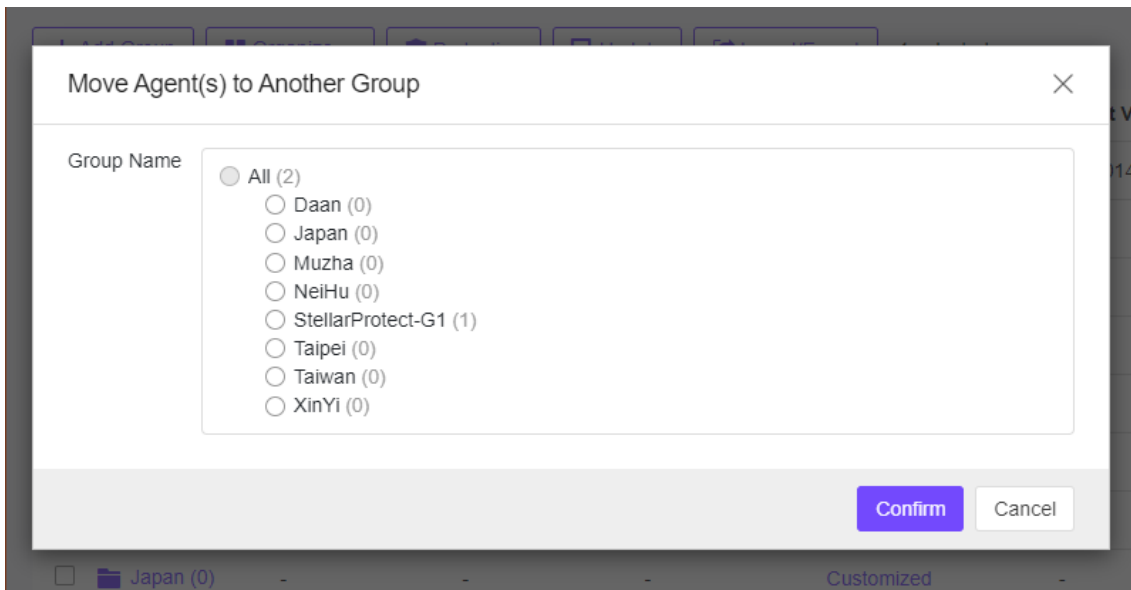 Move Agent(s) to Another Group
t V
Group Name
All (2)
014
Daan (0)
Japan (0)
Muzha (0)
NeiHu (0)
StellarProtect-G1 (1)
Taipei (0)
Taiwan (0)
XinYi (0)
Confirm Cancel
Japan (0) - - - Customized -